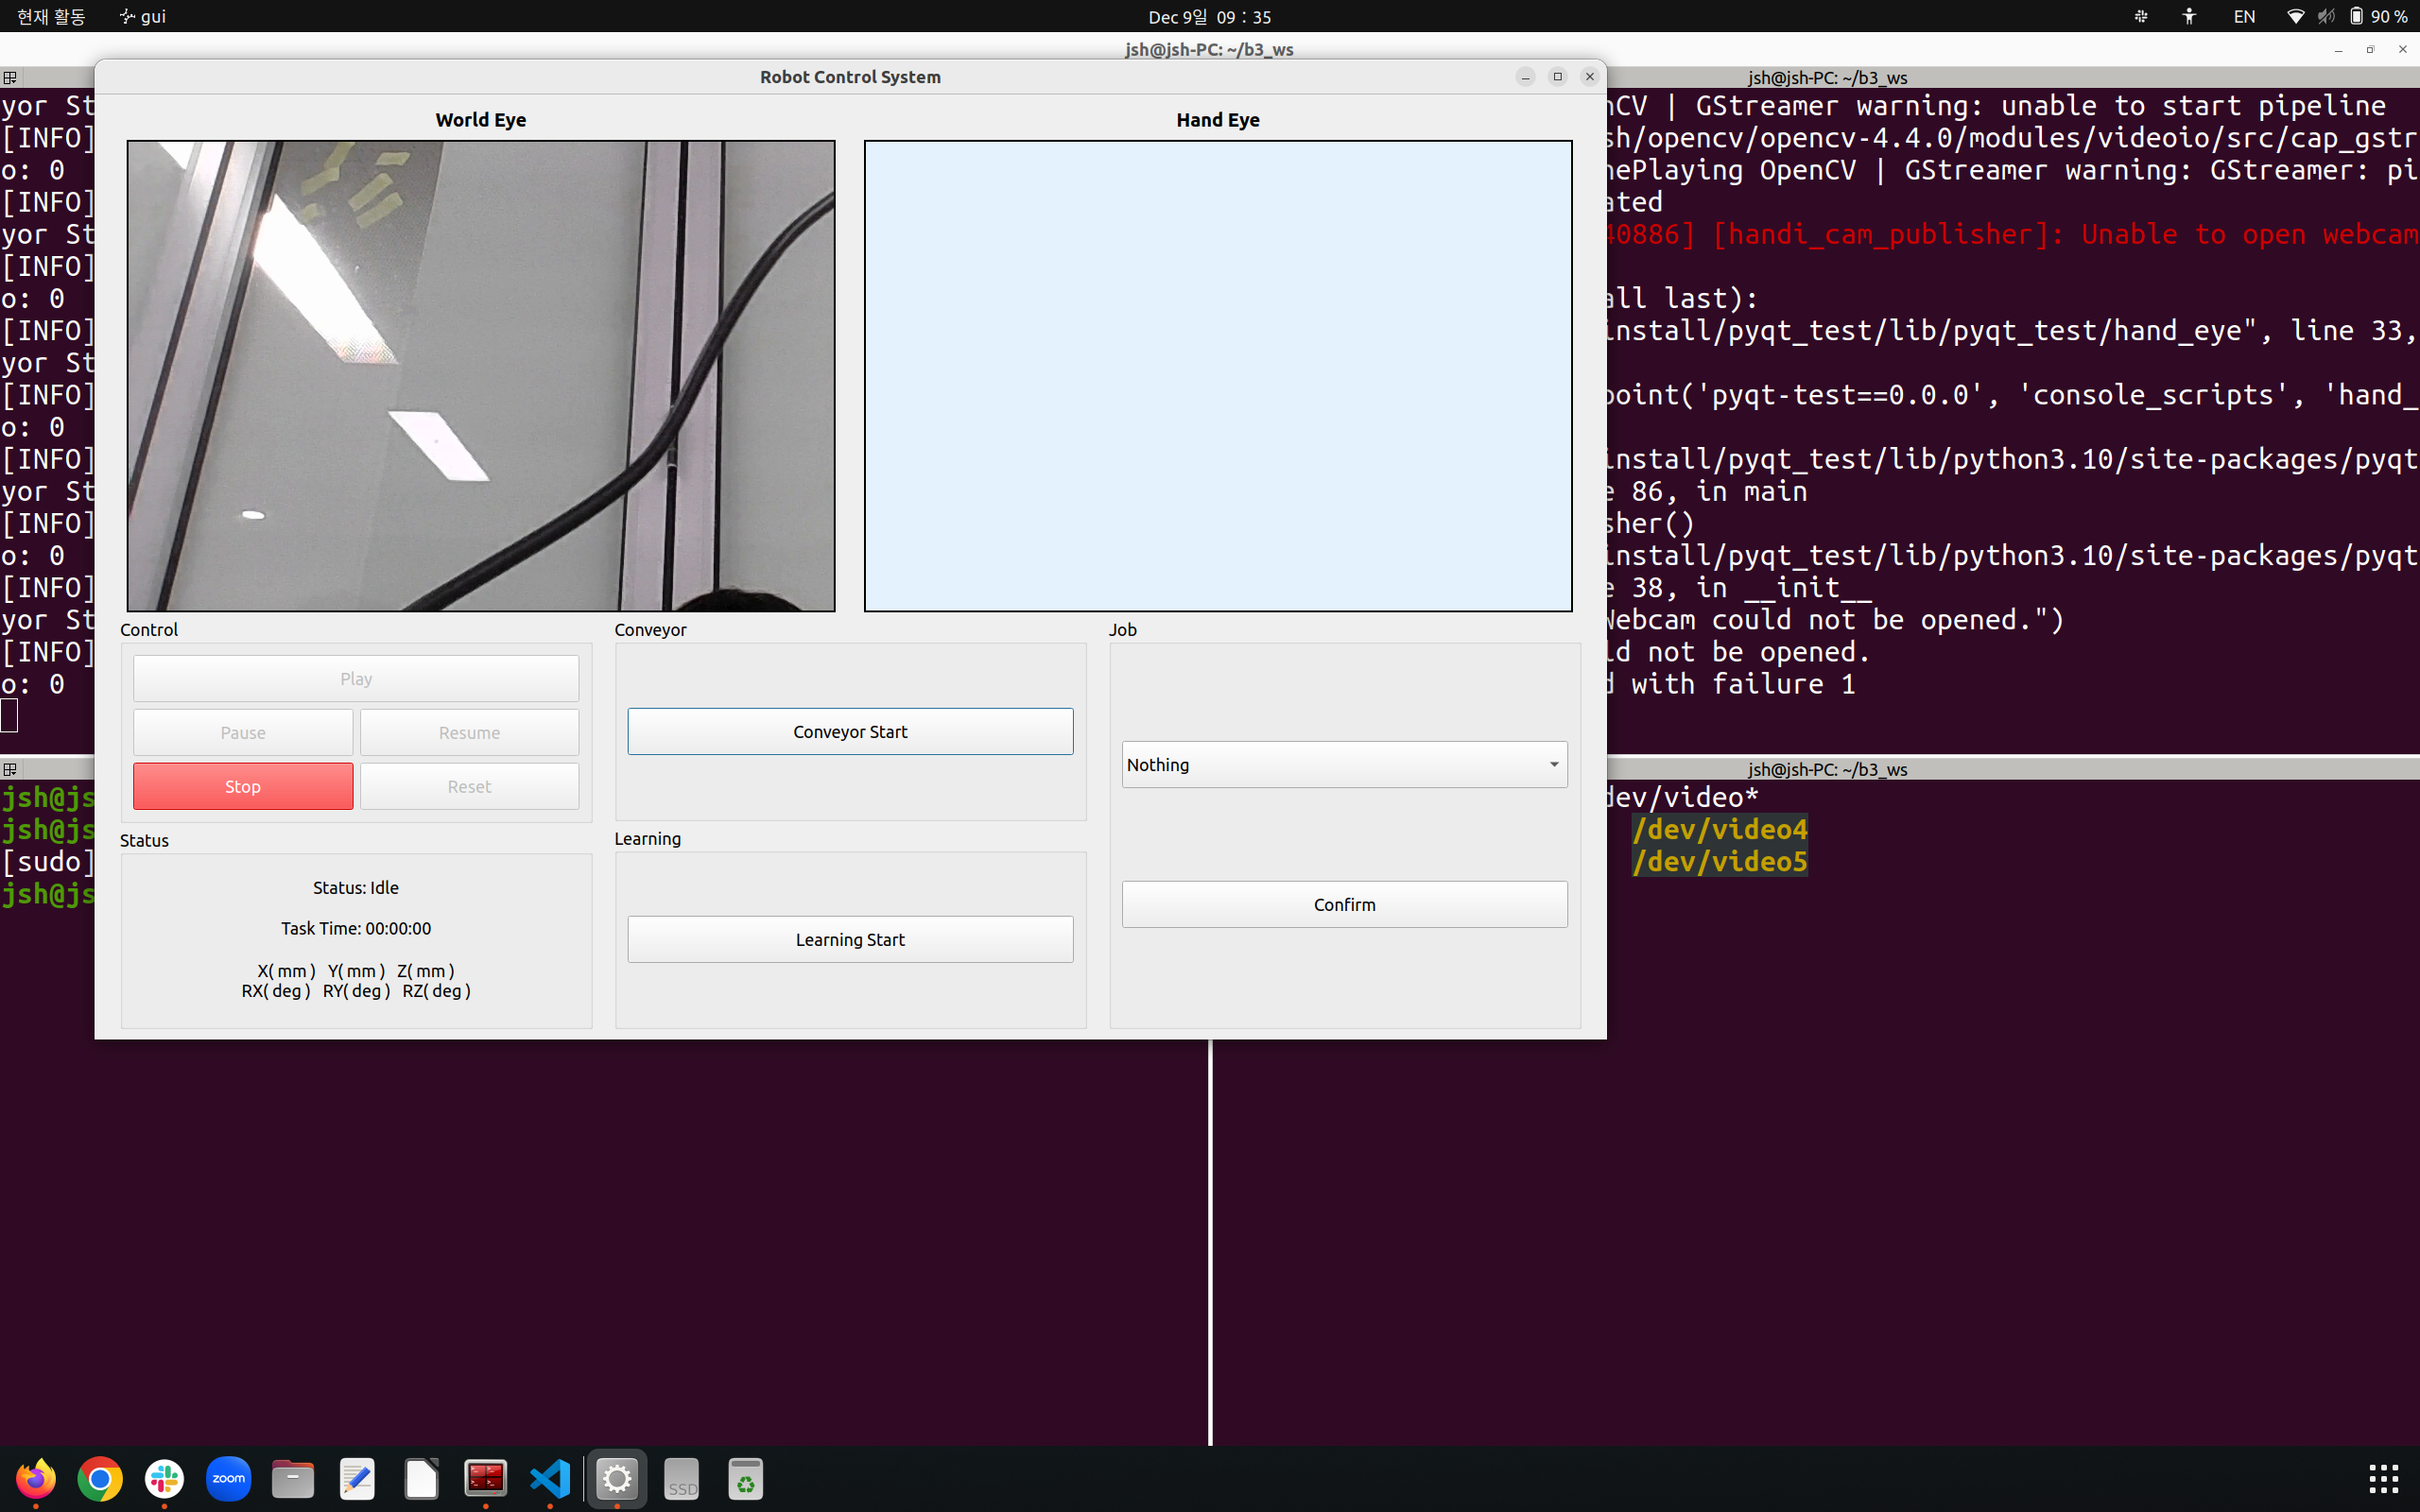 현재 활동
gui
Dec 9일 09：35
EN
90 %
jsh@jsh-PC: ~/b3_ws
jsh@jsh-PC: ~/b3_ws
Robot Control System
World Eye
Hand Eye
yor St
[INFO]
o: 0
[INFO]
yor St
[INFO]
o: 0
[INFO]
yor St
[INFO]
o: 0
[INFO]
yor St
[INFO]
o: 0
[INFO]
yor St
[INFO]
o: 0
nCV | GStreamer warning: unable to start pipeline
sh/opencv/opencv-4.4.0/modules/videoio/src/cap_gstr
nePlaying OpenCV | GStreamer warning: GStreamer: pi
ated
40886] [handi_cam_publisher]: Unable to open webcam
all last):
install/pyqt_test/lib/pyqt_test/hand_eye", line 33,
point('pyqt-test==0.0.0', 'console_scripts', 'hand_
install/pyqt_test/lib/python3.10/site-packages/pyqt
e 86, in main
sher()
install/pyqt_test/lib/python3.10/site-packages/pyqt
e 38, in __init__
Webcam could not be opened.")
ld not be opened.
d with failure 1
Control
Play
Pause
Resume
Stop
Reset
Conveyor
Conveyor Start
Job
Nothing
Confirm
Status
Status: Idle
Task Time: 00:00:00
X( mm ) Y( mm ) Z( mm )
RX( deg ) RY( deg ) RZ( deg )
Learning
Learning Start
jsh@js
jsh@js
[sudo]
jsh@js
jsh@jsh-PC: ~/b3_ws
dev/video*
/dev/video4
/dev/video5
zoom
SSD